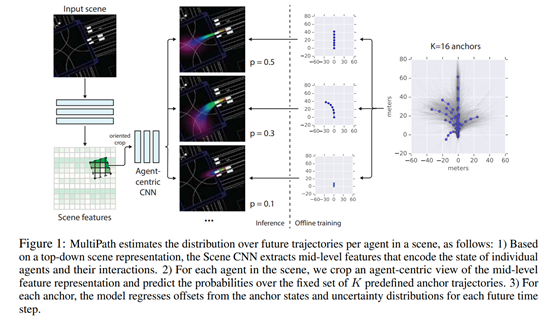 Input scene
Scene features
oriented
crop
Agent-
centric
CNN
p = 0.5
p = 0.3
p = 0.1
...
Inference
Offline training
80
60
40
20
0
−60−30 0 30 60
80
60
40
20
0
−60−30 0 30 60
80
60
40
20
0
−60−30 0 30 60
K=16 anchors
80
60
40
20
0
−20
meters
−60 −40 −20 0 20 40 60
meters
Figure 1: MultiPath estimates the distribution over future trajectories per agent in a scene, as follows: 1) Based
on a top-down scene representation, the Scene CNN extracts mid-level features that encode the state of individual
agents and their interactions. 2) For each agent in the scene, we crop an agent-centric view of the mid-level
feature representation and predict the probabilities over the fixed set of K predefined anchor trajectories. 3) For
each anchor, the model regresses offsets from the anchor states and uncertainty distributions for each future time
step.